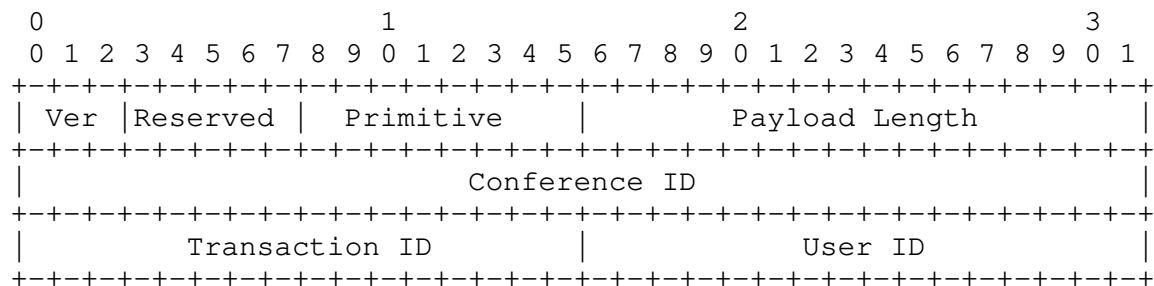 0                   1                   2                   3
 0 1 2 3 4 5 6 7 8 9 0 1 2 3 4 5 6 7 8 9 0 1 2 3 4 5 6 7 8 9 0 1
+-+-+-+-+-+-+-+-+-+-+-+-+-+-+-+-+-+-+-+-+-+-+-+-+-+-+-+-+-+-+-+-+
| Ver |Reserved |  Primitive    |        Payload Length         |
+-+-+-+-+-+-+-+-+-+-+-+-+-+-+-+-+-+-+-+-+-+-+-+-+-+-+-+-+-+-+-+-+
|                         Conference ID                         |
+-+-+-+-+-+-+-+-+-+-+-+-+-+-+-+-+-+-+-+-+-+-+-+-+-+-+-+-+-+-+-+-+
|         Transaction ID        |            User ID            |
+-+-+-+-+-+-+-+-+-+-+-+-+-+-+-+-+-+-+-+-+-+-+-+-+-+-+-+-+-+-+-+-+